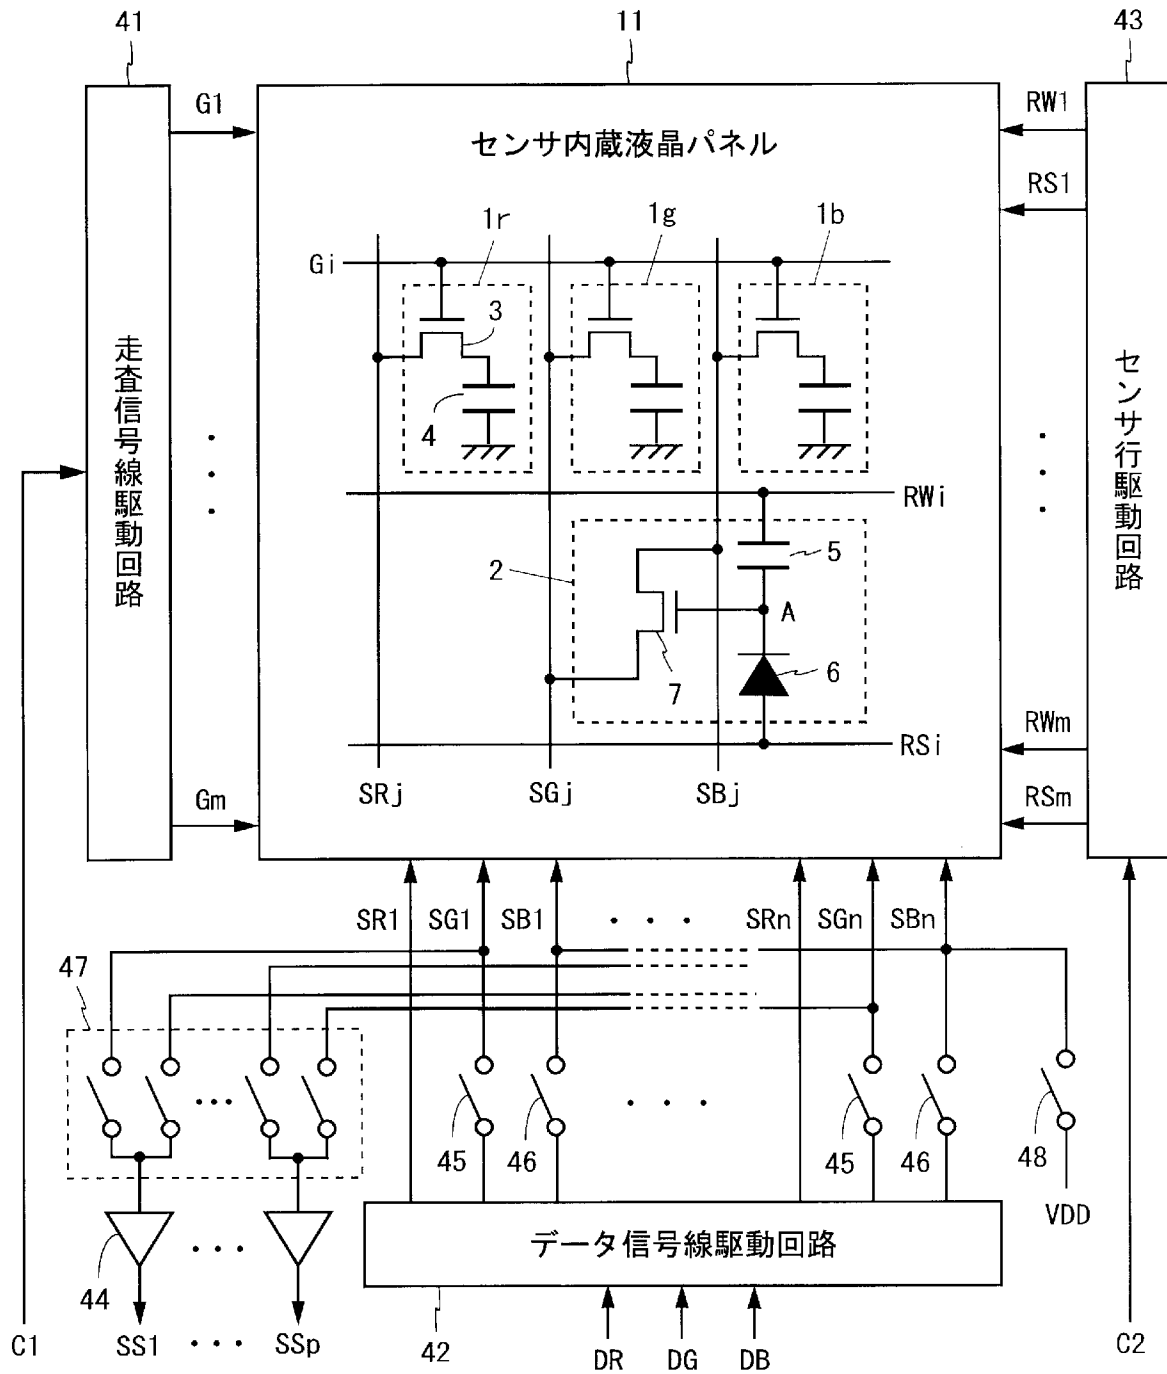 41
11
43
G1
RW1
センサ内蔵液晶パネル
RS1
1r
1g
1b
Gi
3
4
走査信号線駆動回路
センサ行駆動回路
RWi
5
2
A
7
6
RWm
RSi
SRj
SGj
SBj
Gm
RSm
SR1
SG1
SB1
SRn
SGn
SBn
47
45
46
45
46
48
VDD
データ信号線駆動回路
44
42
C1
SS1
SSp
DR
DG
DB
C2